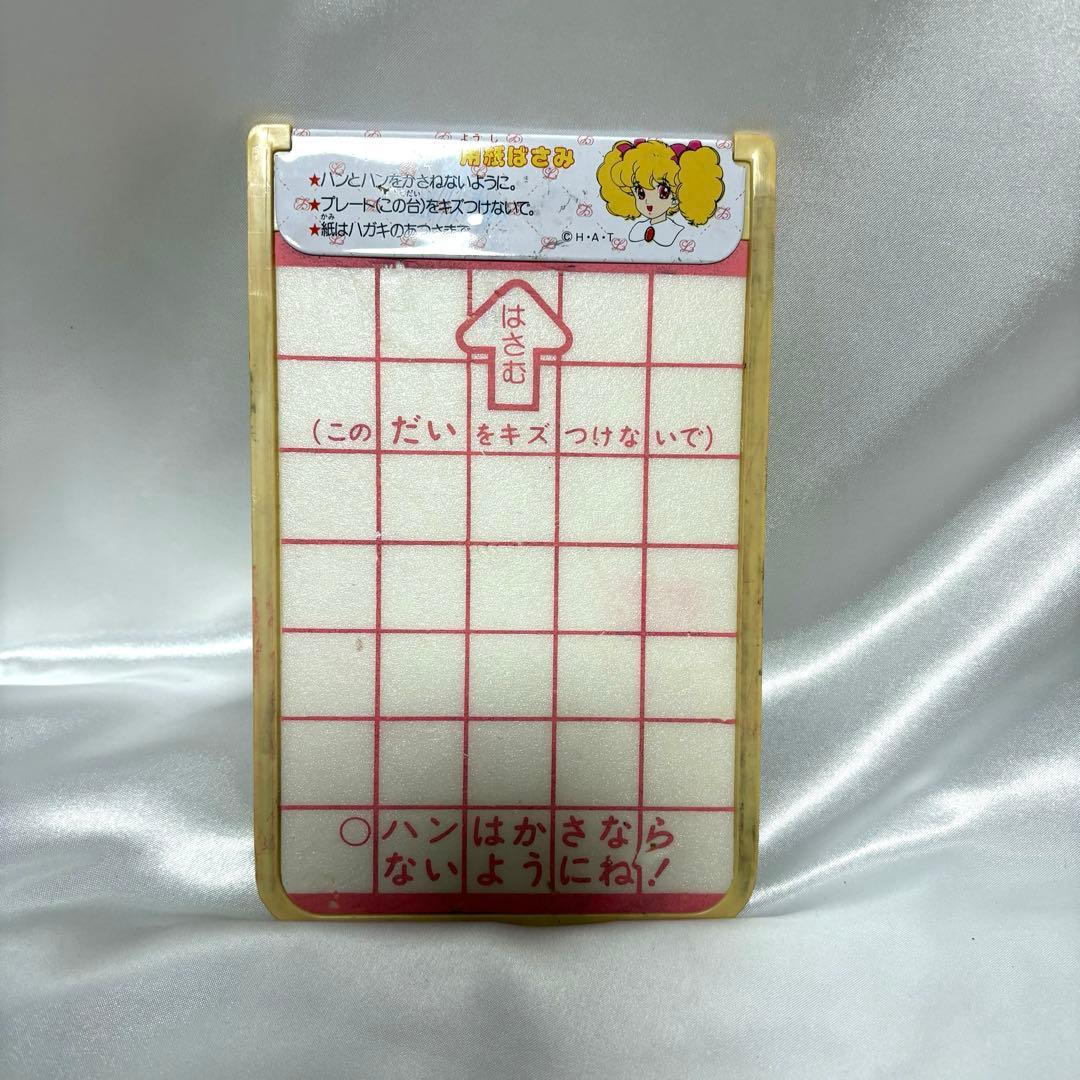 ようし
用紙ばさみ
★ハンとハンをかさねないように。
だい
★プレート(この台)をキズつけないで。
かみ
★紙はハガキのあつさまで
©H・A・T
はさむ
(このだいをキズつけないで)
○ハンはかさなら
ないようにね!